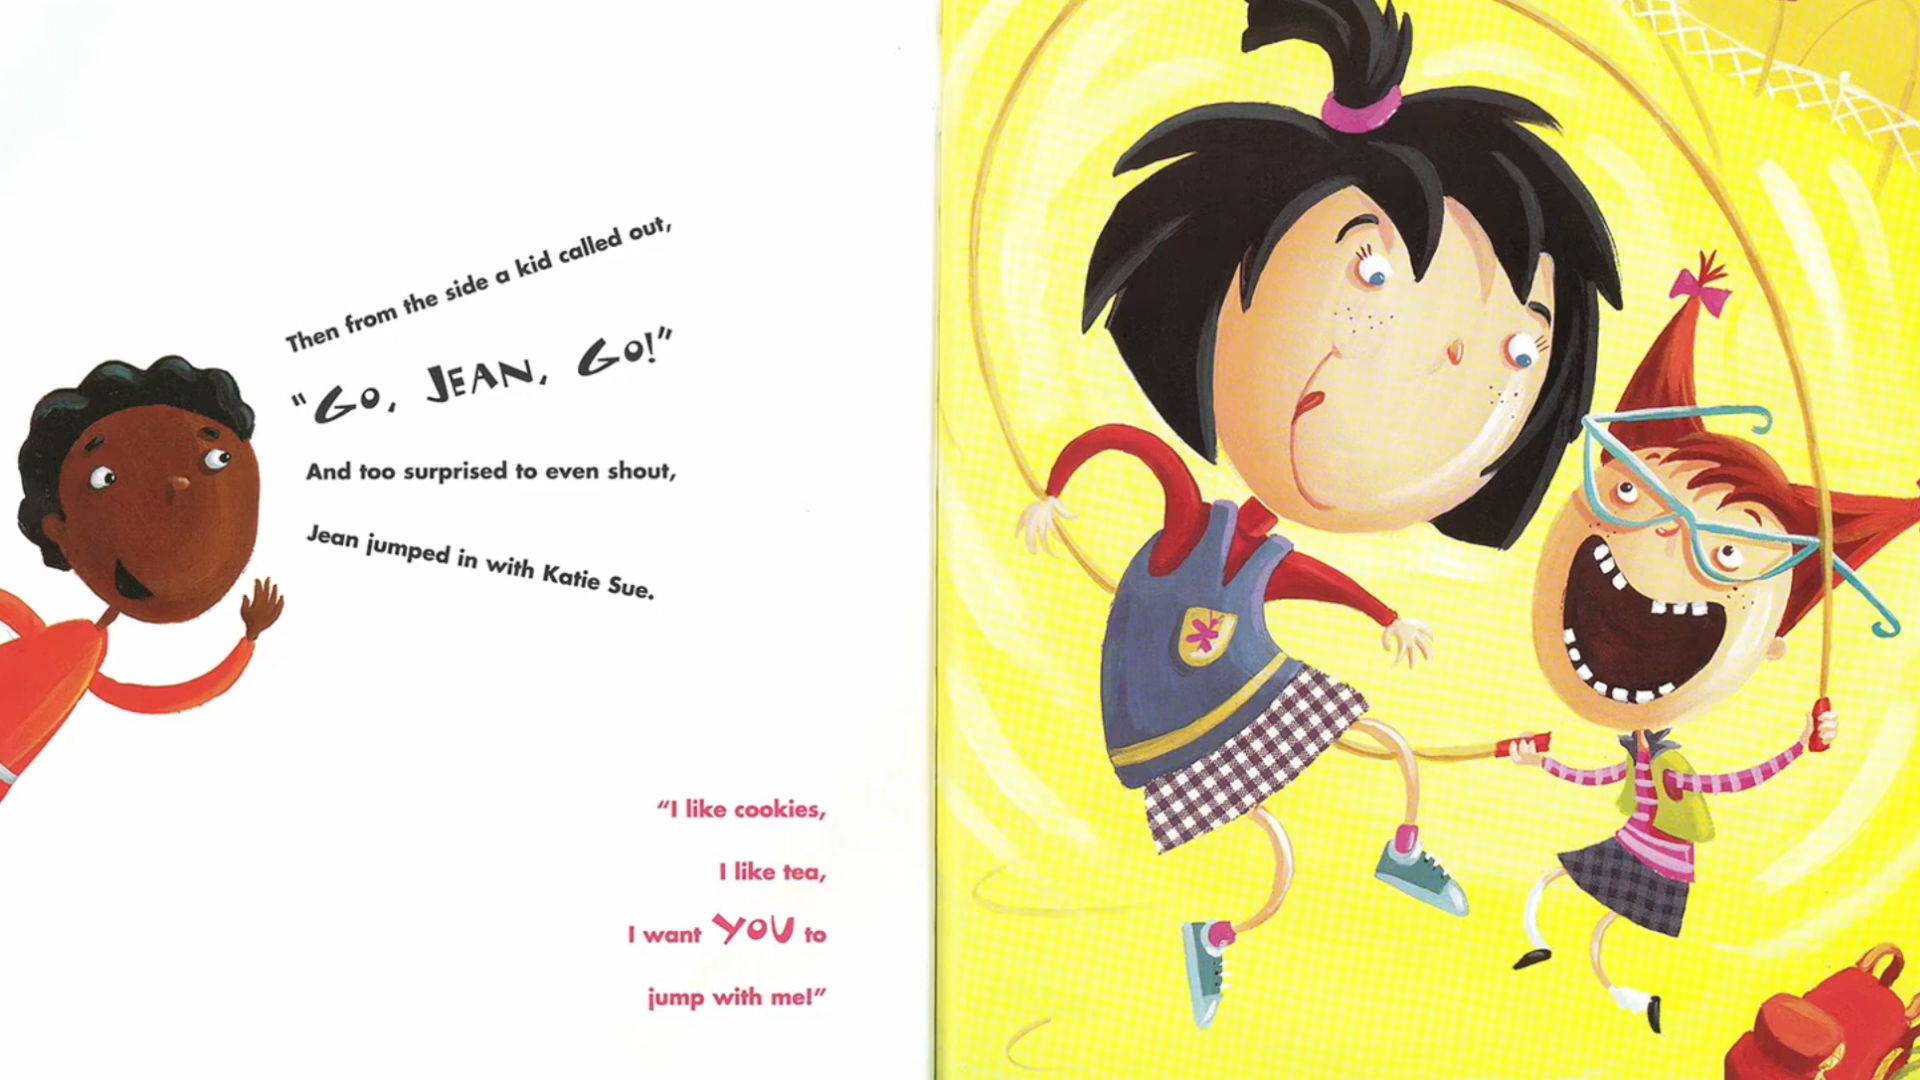 Then from the side a kid called out,
"Go, JEAN, Go!"
And too surprised to even shout,
Jean jumped in with Katie Sue.
"I like cookies,
I like tea,
I want YOU to
jump with me!"